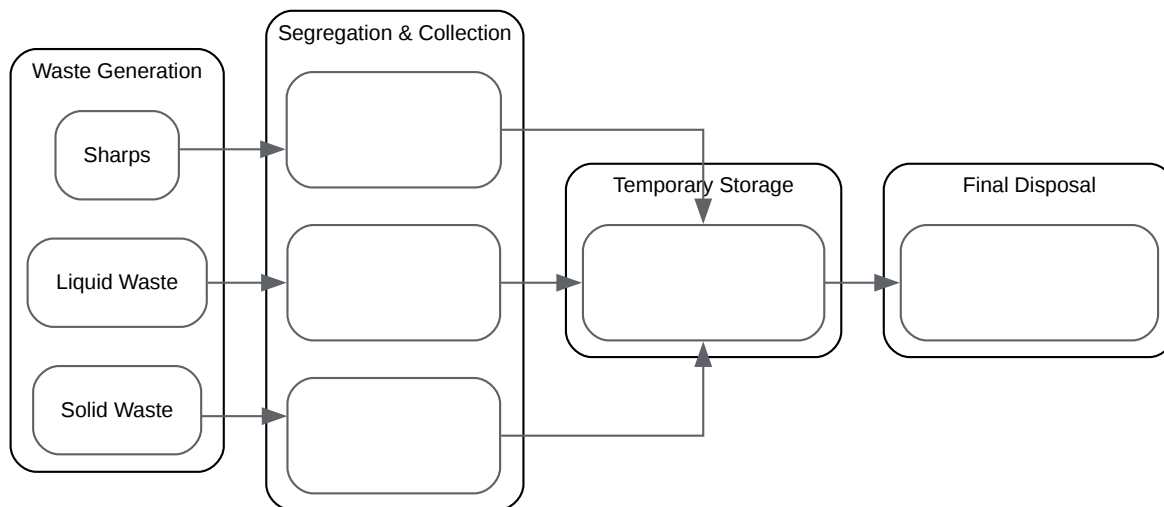 Segregation & Collection
Waste Generation
Sharps
Temporary Storage
Final Disposal
Liquid Waste
Solid Waste